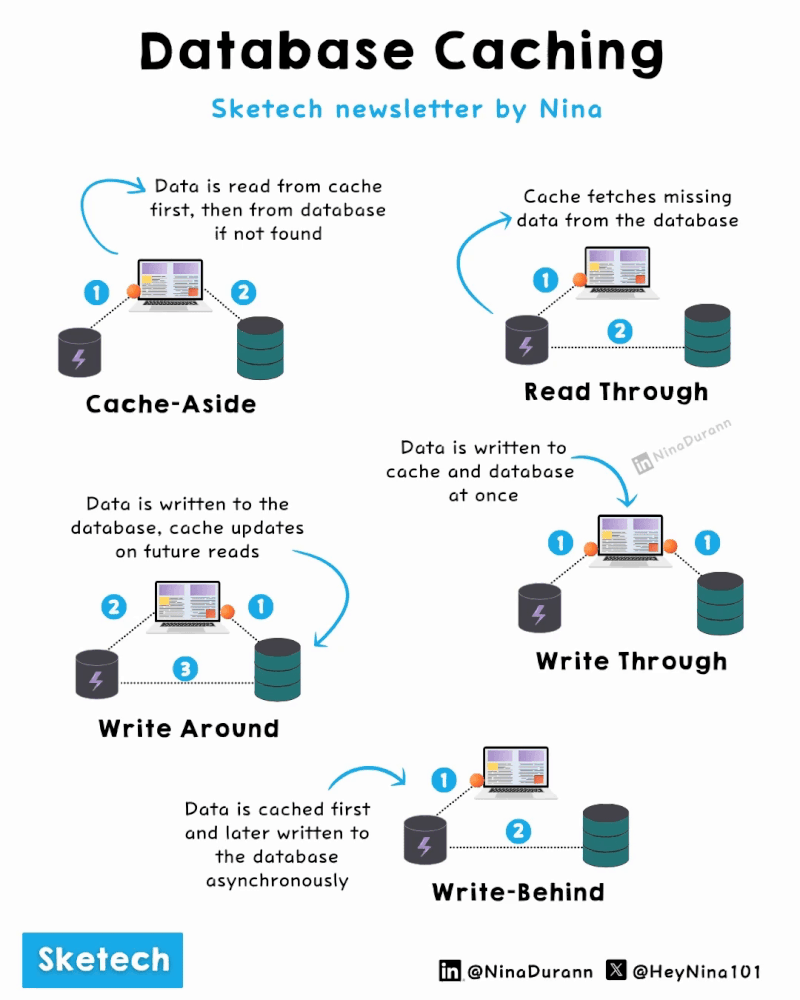 Database Caching
Sketech newsletter by Nina
Data is read from cache
first, then from database
if not found
1
2
Cache-Aside
Cache fetches missing
data from the database
1
2
Read Through
in NinaDurann
Data is written to
cache and database
at once
1
1
Write Through
Data is written to the
database, cache updates
on future reads
2
1
3
Write Around
Data is cached first
and later written to
the database
asynchronously
1
2
Write-Behind
Sketech
in @NinaDurann X @HeyNina101